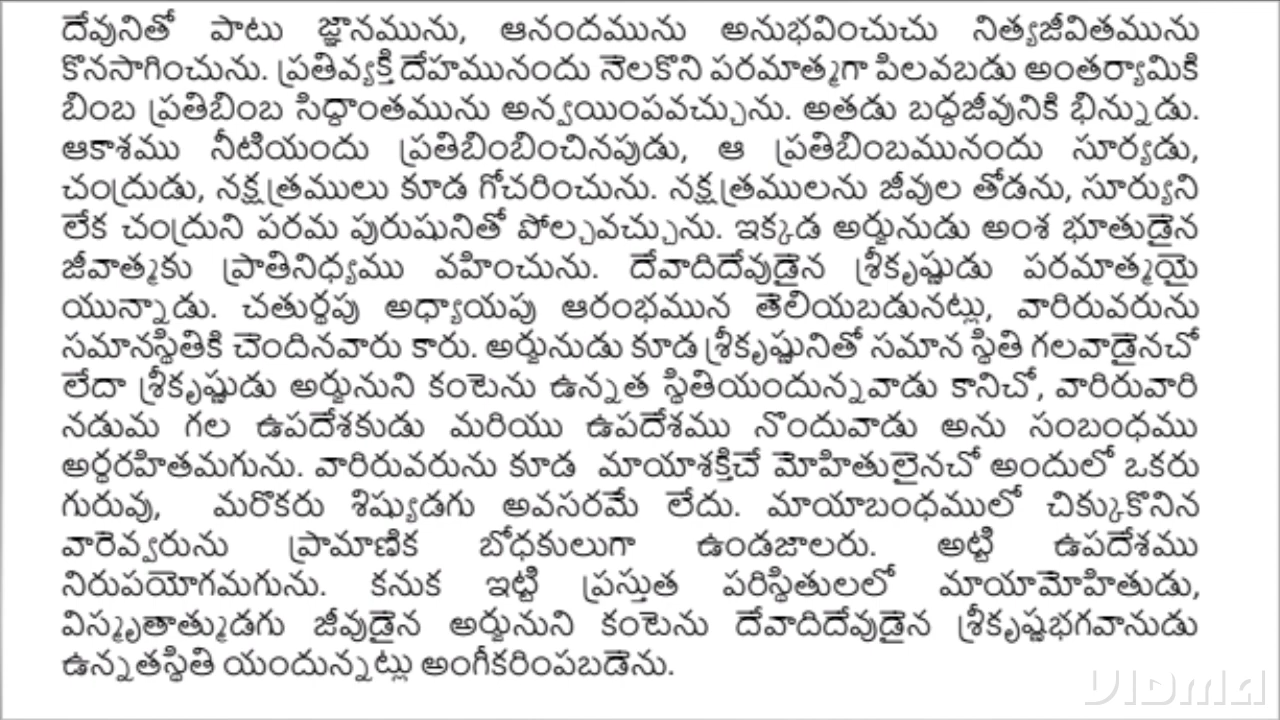 దేవునితో పాటు జ్ఞానమును, ఆనందమును అనుభవించుచు నిత్యజీవితమును
కొనసాగించును. ప్రతివ్యక్తి దేహమునందు నెలకొని పరమాత్మగా పిలవబడు అంతర్యామికి
బింబ ప్రతిబింబ సిద్ధాంతమును అన్వయింపవచ్చును. అతడు బద్ధజీవునికి భిన్నుడు.
ఆకాశము నీటియందు ప్రతిబింబించినపుడు, ఆ ప్రతిబింబమునందు సూర్యడు,
చంద్రుడు, నక్షత్రములు కూడ గోచరించును. నక్షత్రములను జీవుల తోడను, సూర్యుని
లేక చంద్రుని పరమ పురుషునితో పోల్చవచ్చును. ఇక్కడ అర్జునుడు అంశ భూతుడైన
జీవాత్మకు ప్రాతినిధ్యము వహించును. దేవాదిదేవుడైన శ్రీకృష్ణుడు పరమాత్మయై
యున్నాడు. చతుర్థపు అధ్యాయపు ఆరంభమున తెలియబడునట్లు, వారిరువరును
సమానస్థితికి చెందినవారు కారు. అర్జునుడు కూడ శ్రీకృష్ణునితో సమాన స్థితి గలవాడైనచో
లేదా శ్రీకృష్ణుడు అర్జునుని కంటెను ఉన్నత స్థితియందున్నవాడు కానిచో, వారిరువారి
నడుమ గల ఉపదేశకుడు మరియు ఉపదేశము నొందువాడు అను సంబంధము
అర్థరహితమగును. వారిరువరును కూడ మాయాశక్తిచే మోహితులైనచో అందులో ఒకరు
గురువు, మరొకరు శిష్యుడగు అవసరమే లేదు. మాయాబంధములో చిక్కుకొనిన
వారెవ్వరును ప్రామాణిక బోధకులుగా ఉండజాలరు. అట్టి ఉపదేశము
నిరుపయోగమగును. కనుక ఇట్టి ప్రస్తుత పరిస్థితులలో మాయామోహితుడు,
విస్మృతాత్ముడగు జీవుడైన అర్జునుని కంటెను దేవాదిదేవుడైన శ్రీకృష్ణభగవానుడు
ఉన్నతస్థితి యందున్నట్లు అంగీకరింపబడెను.
VIDMA